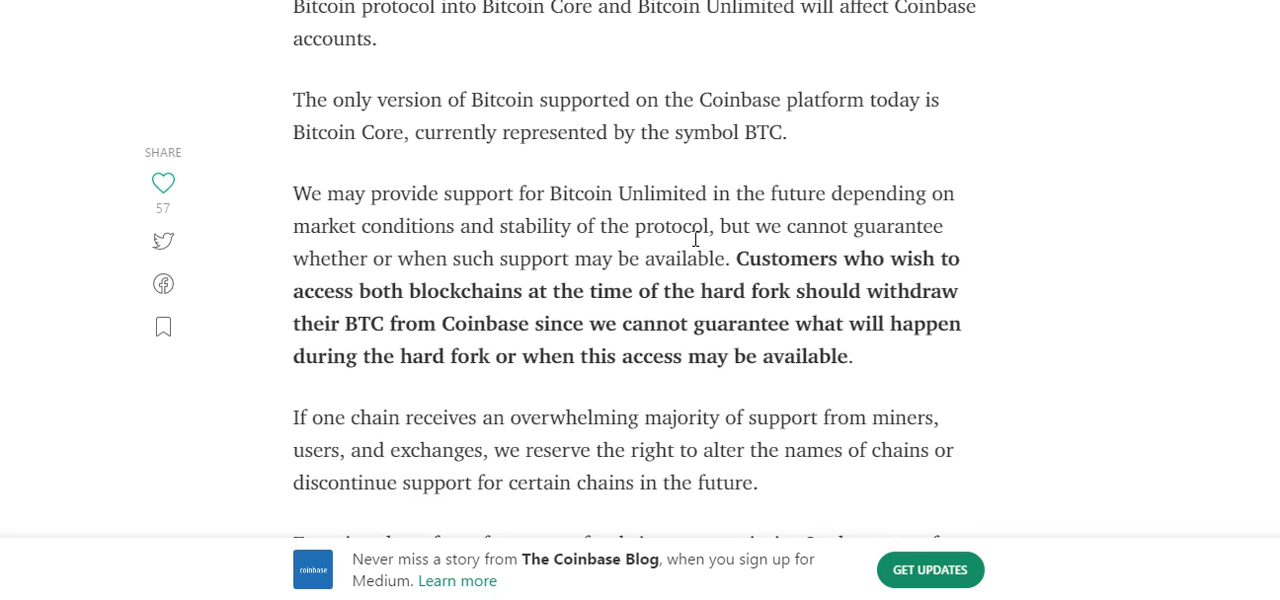 Bitcoin protocol into Bitcoin Core and Bitcoin Unlimited will affect Coinbase
accounts.
The only version of Bitcoin supported on the Coinbase platform today is
Bitcoin Core, currently represented by the symbol BTC.
SHARE
57
We may provide support for Bitcoin Unlimited in the future depending on
market conditions and stability of the protocol, but we cannot guarantee
whether or when such support may be available. Customers who wish to
access both blockchains at the time of the hard fork should withdraw
their BTC from Coinbase since we cannot guarantee what will happen
during the hard fork or when this access may be available.
If one chain receives an overwhelming majority of support from miners,
users, and exchanges, we reserve the right to alter the names of chains or
discontinue support for certain chains in the future.
coinbase
Never miss a story from The Coinbase Blog, when you sign up for
Medium. Learn more
GET UPDATES